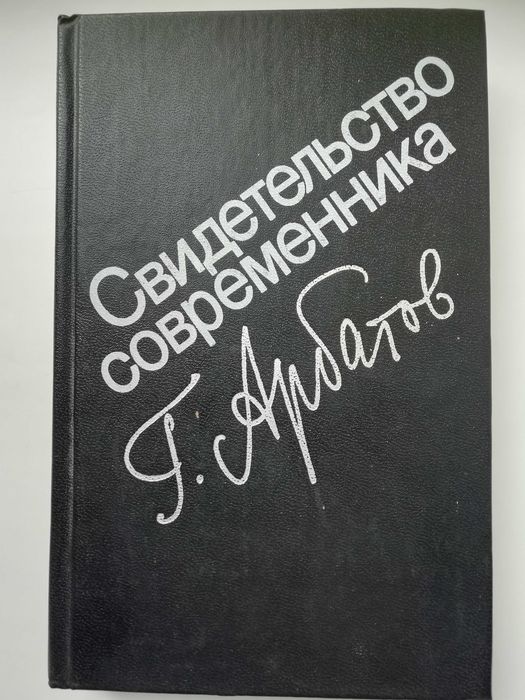 Свидетельство
современника
Г. Арбатов